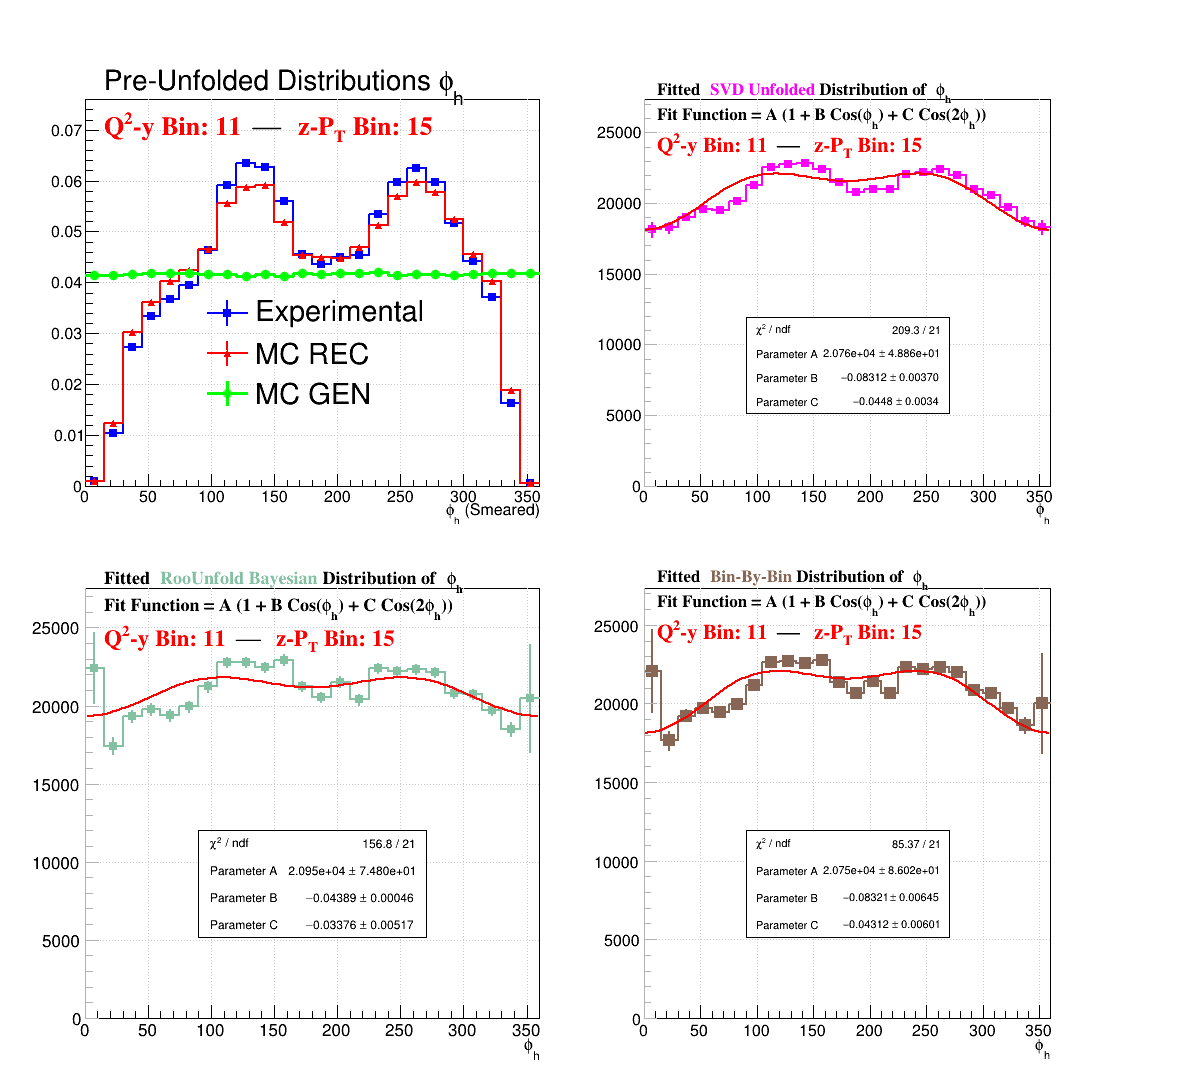 Pre-Unfolded Distributions ϕh
Q²-y Bin: 11 — z-PT Bin: 15
0.07
0.06
0.05
0.04
0.03
0.02
0.01
0
Experimental
MC REC
MC GEN
0 50 100 150 200 250 300 350
ϕh (Smeared)
Fitted SVD Unfolded Distribution of ϕh
Fit Function = A (1 + B Cos(ϕh) + C Cos(2ϕh))
Q²-y Bin: 11 — z-PT Bin: 15
25000
20000
15000
10000
5000
0
χ² / ndf 209.3 / 21
Parameter A 2.076e+04 ± 4.886e+01
Parameter B −0.08312 ± 0.00370
Parameter C −0.0448 ± 0.0034
0 50 100 150 200 250 300 350
ϕh
Fitted RooUnfold Bayesian Distribution of ϕh
Fit Function = A (1 + B Cos(ϕh) + C Cos(2ϕh))
Q²-y Bin: 11 — z-PT Bin: 15
25000
20000
15000
10000
5000
0
χ² / ndf 156.8 / 21
Parameter A 2.095e+04 ± 7.480e+01
Parameter B −0.04389 ± 0.00046
Parameter C −0.03376 ± 0.00517
0 50 100 150 200 250 300 350
ϕh
Fitted Bin-By-Bin Distribution of ϕh
Fit Function = A (1 + B Cos(ϕh) + C Cos(2ϕh))
Q²-y Bin: 11 — z-PT Bin: 15
25000
20000
15000
10000
5000
0
χ² / ndf 85.37 / 21
Parameter A 2.075e+04 ± 8.602e+01
Parameter B −0.08321 ± 0.00645
Parameter C −0.04312 ± 0.00601
0 50 100 150 200 250 300 350
ϕh